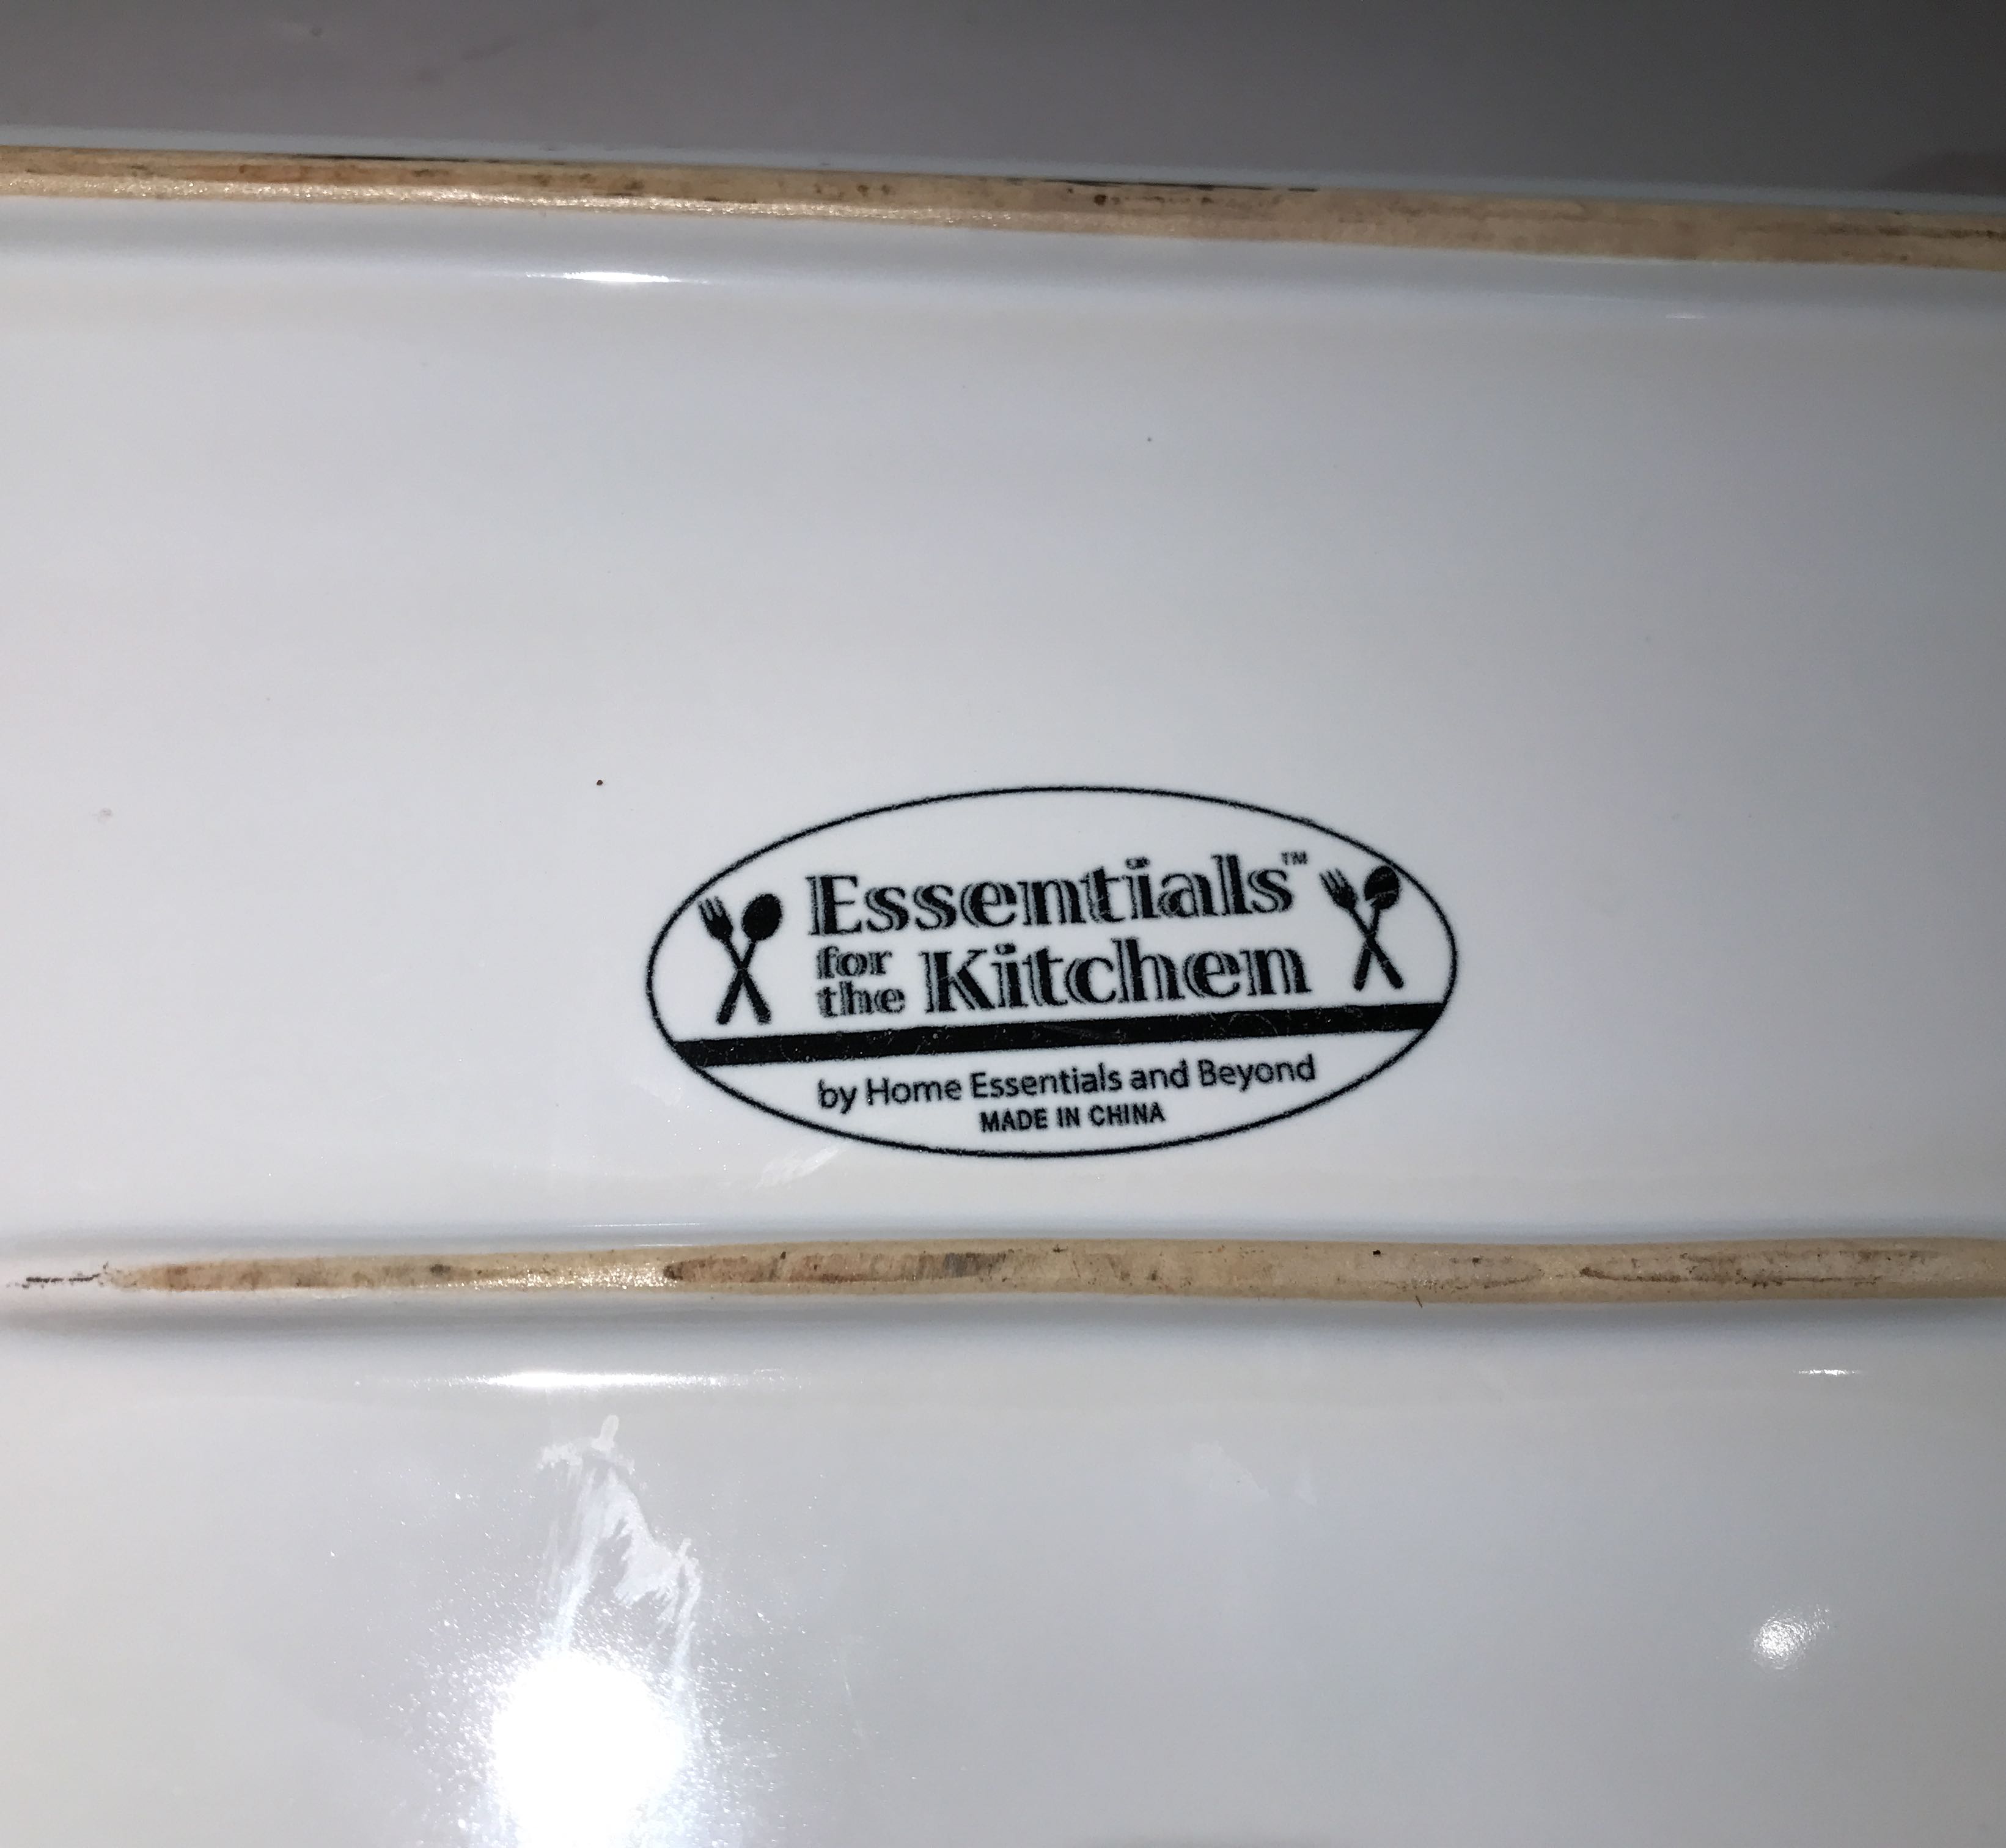 Essentials™
for the Kitchen
by Home Essentials and Beyond
MADE IN CHINA